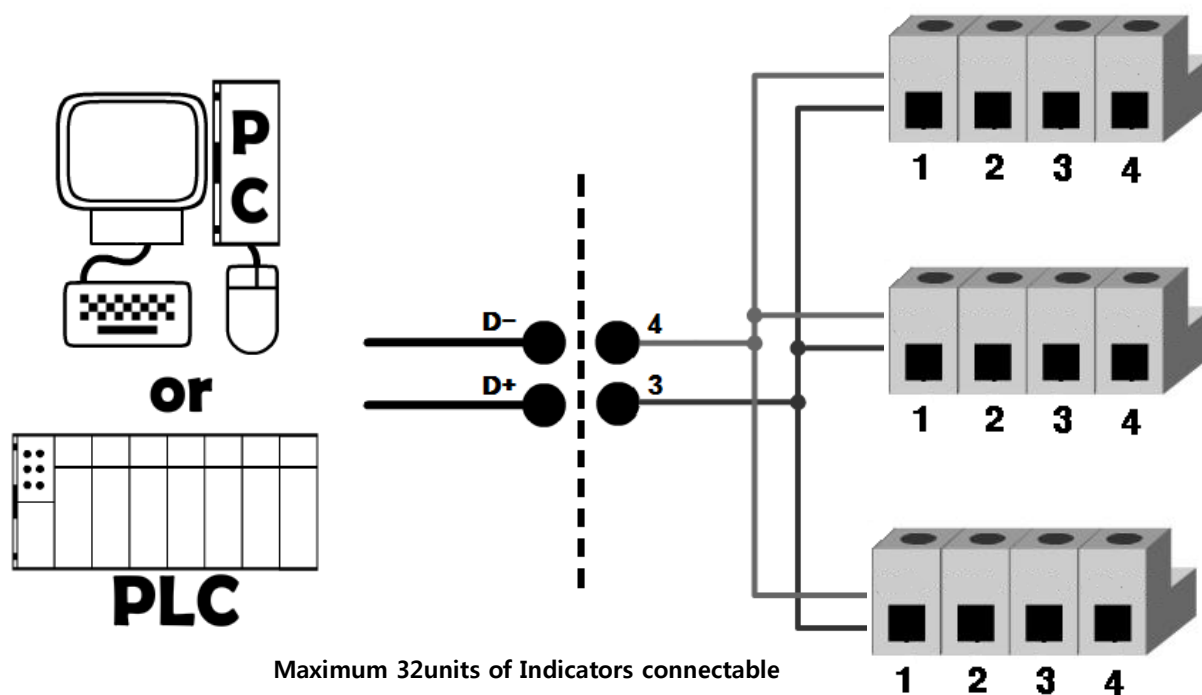 PC
or
PLC
D-
D+
4
3
1 2 3 4
1 2 3 4
1 2 3 4
Maximum 32units of Indicators connectable